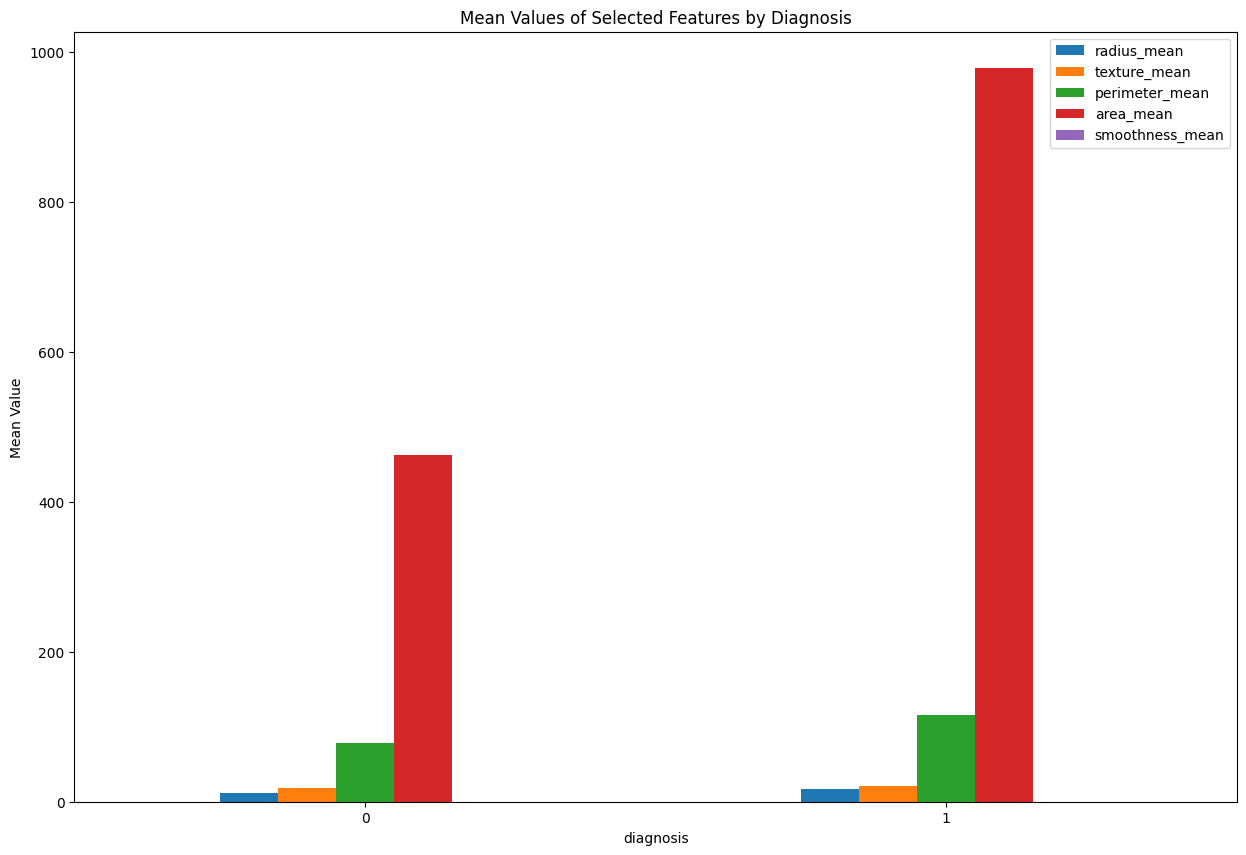 Mean Values of Selected Features by Diagnosis
radius_mean
texture_mean
perimeter_mean
area_mean
smoothness_mean
Mean Value
1000
800
600
400
200
0
0 1
diagnosis